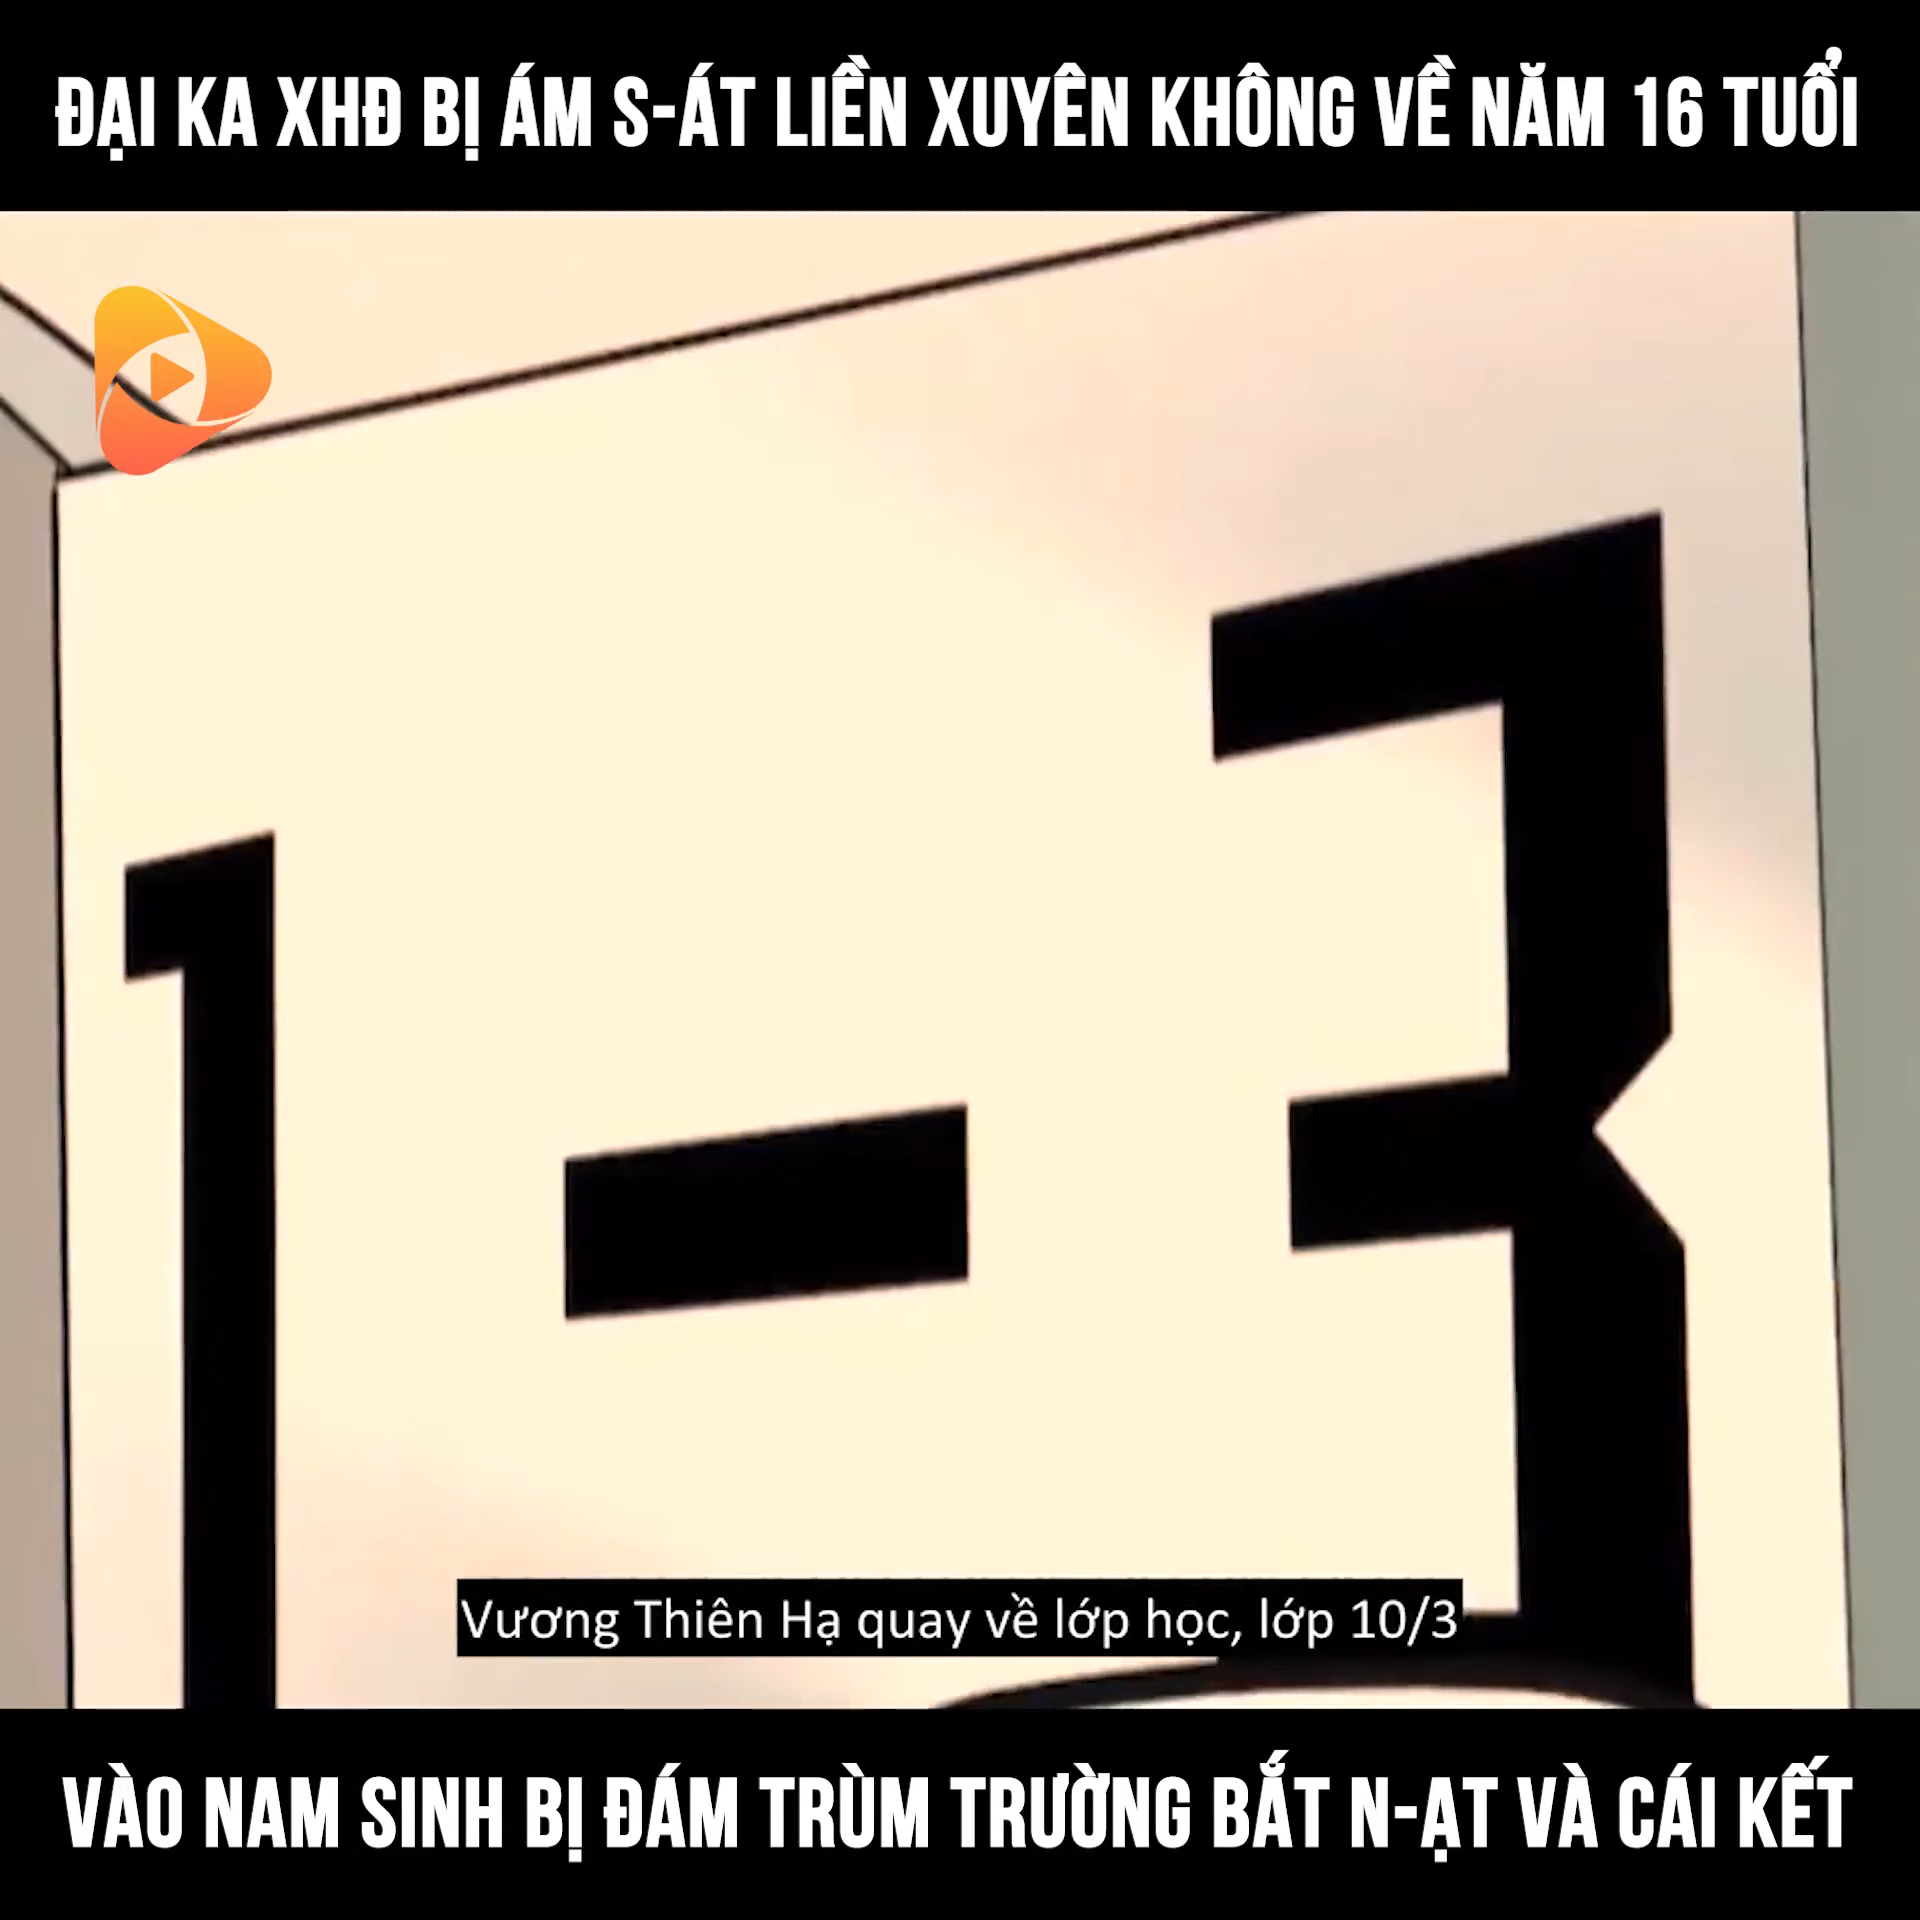 ĐẠI KA XHĐ BỊ ÁM S-ÁT LIỀN XUYÊN KHÔNG VỀ NĂM 16 TUỔI
1-3
Vương Thiên Hạ quay về lớp học, lớp 10/3
VÀO NAM SINH BỊ ĐÁM TRÙM TRƯỜNG BẮT N-ẠT VÀ CÁI KẾT